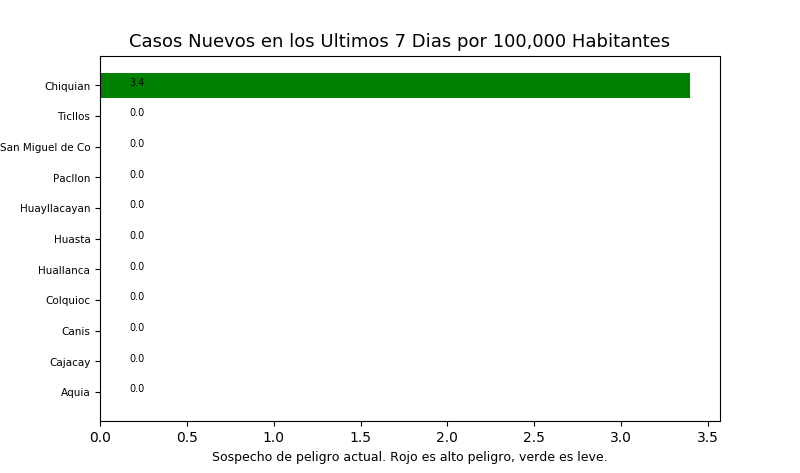 Casos Nuevos en los Ultimos 7 Dias por 100,000 Habitantes
Chiquian 3.4
Ticllos 0.0
San Miguel de Co 0.0
Pacllon 0.0
Huayllacayan 0.0
Huasta 0.0
Huallanca 0.0
Colquioc 0.0
Canis 0.0
Cajacay 0.0
Aquia 0.0
0.0 0.5 1.0 1.5 2.0 2.5 3.0 3.5
Sospecho de peligro actual. Rojo es alto peligro, verde es leve.